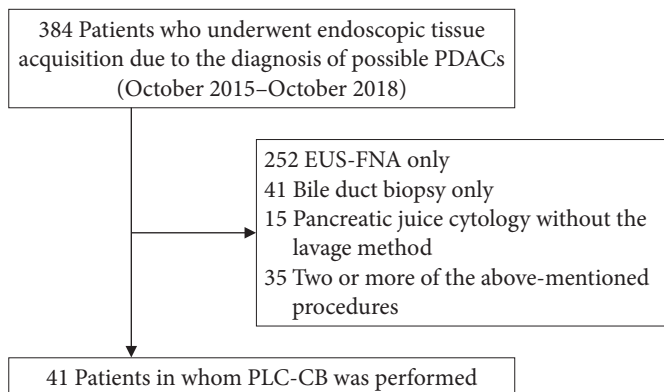 384 Patients who underwent endoscopic tissue
acquisition due to the diagnosis of possible PDACs
(October 2015–October 2018)
252 EUS-FNA only
41 Bile duct biopsy only
15 Pancreatic juice cytology without the
lavage method
35 Two or more of the above-mentioned
procedures
41 Patients in whom PLC-CB was performed